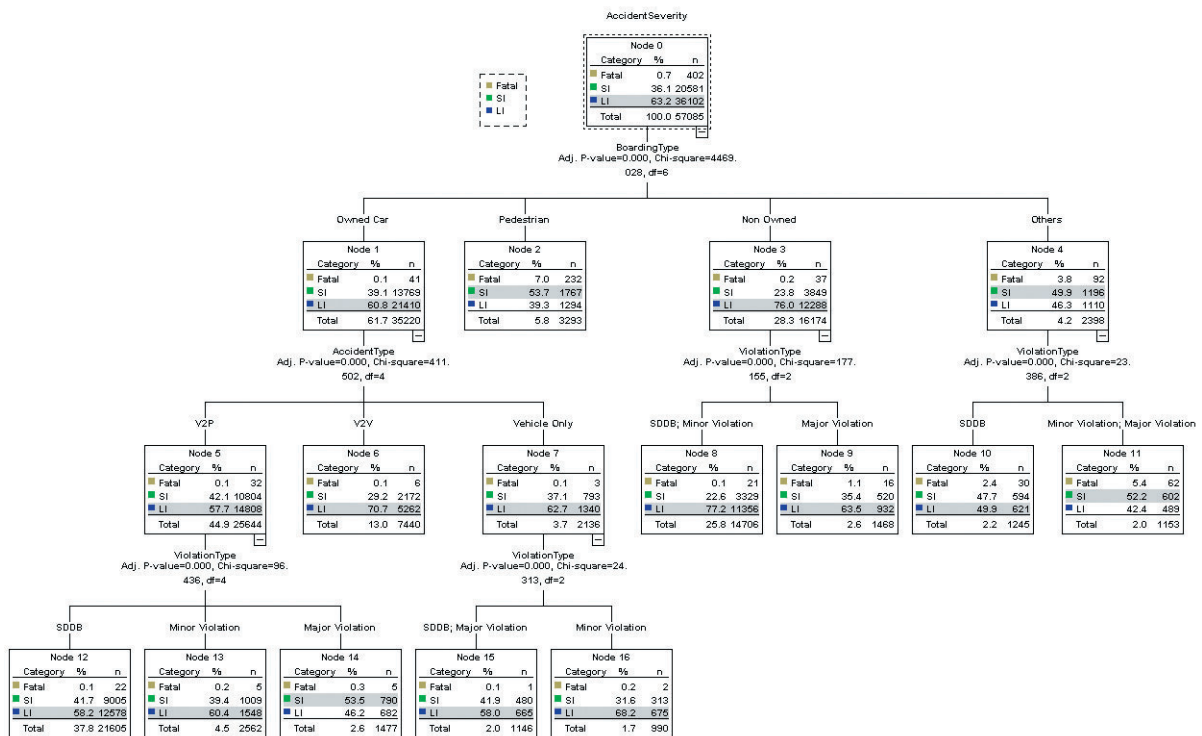 AccidentSeverity
Fatal
SI
LI
Node 0
Category % n
Fatal 0.7 402
SI 36.1 20581
LI 63.2 36102
Total 100.0 57085
BoardingType
Adj. P-value=0.000, Chi-square=4469.
028, df=6
Owned Car
Pedestrian
Non Owned
Others
Node 1
Category % n
Fatal 0.1 41
SI 39.1 13769
LI 60.8 21410
Total 61.7 35220
Node 2
Category % n
Fatal 7.0 232
SI 53.7 1767
LI 39.3 1294
Total 5.8 3293
Node 3
Category % n
Fatal 0.2 37
SI 23.8 3849
LI 76.0 12288
Total 28.3 16174
Node 4
Category % n
Fatal 3.8 92
SI 49.9 1196
LI 46.3 1110
Total 4.2 2398
AccidentType
Adj. P-value=0.000, Chi-square=411.
502, df=4
ViolationType
Adj. P-value=0.000, Chi-square=177.
155, df=2
ViolationType
Adj. P-value=0.000, Chi-square=23.
386, df=2
V2P
V2V
Vehicle Only
SDDB; Minor Violation
Major Violation
SDDB
Minor Violation; Major Violation
Node 5
Category % n
Fatal 0.1 32
SI 42.1 10804
LI 57.7 14808
Total 44.9 25644
Node 6
Category % n
Fatal 0.1 6
SI 29.2 2172
LI 70.7 5262
Total 13.0 7440
Node 7
Category % n
Fatal 0.1 3
SI 37.1 793
LI 62.7 1340
Total 3.7 2136
Node 8
Category % n
Fatal 0.1 21
SI 22.6 3329
LI 77.2 11356
Total 25.8 14706
Node 9
Category % n
Fatal 1.1 16
SI 35.4 520
LI 63.5 932
Total 2.6 1468
Node 10
Category % n
Fatal 2.4 30
SI 47.7 594
LI 49.9 621
Total 2.2 1245
Node 11
Category % n
Fatal 5.4 62
SI 52.2 602
LI 42.4 489
Total 2.0 1153
ViolationType
Adj. P-value=0.000, Chi-square=96.
436, df=4
ViolationType
Adj. P-value=0.000, Chi-square=24.
313, df=2
SDDB
Minor Violation
Major Violation
SDDB; Major Violation
Minor Violation
Node 12
Category % n
Fatal 0.1 22
SI 41.7 9005
LI 58.2 12578
Total 37.8 21605
Node 13
Category % n
Fatal 0.2 5
SI 39.4 1009
LI 60.4 1548
Total 4.5 2562
Node 14
Category % n
Fatal 0.3 5
SI 53.5 790
LI 46.2 682
Total 2.6 1477
Node 15
Category % n
Fatal 0.1 1
SI 41.9 480
LI 58.0 665
Total 2.0 1146
Node 16
Category % n
Fatal 0.2 2
SI 31.6 313
LI 68.2 675
Total 1.7 990